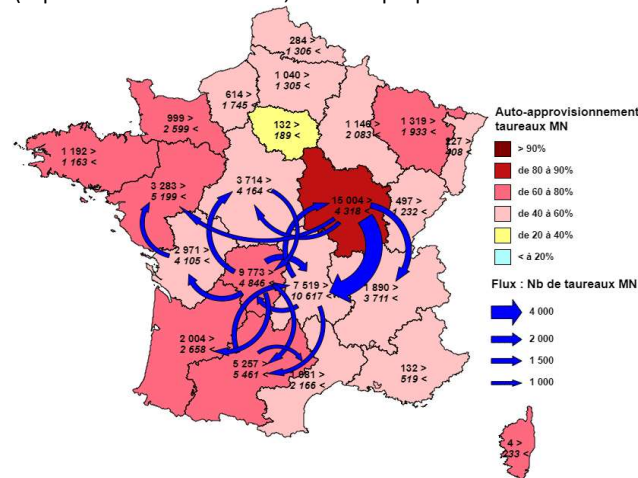 284 >
1 306 <
1 040 >
1 305 <
614 >
1 745 <
999 >
2 599 <
132 >
189 <
1 146 >
2 083 <
1 319 >
1 933 <
1 192 >
1 163 <
3 283 >
5 199 <
3 714 >
4 164 <
15 004 >
4 318 <
497 >
1 232 <
2 971 >
4 105 <
9 773 >
4 846 <
7 519 >
10 617 <
1 890 >
3 711 <
2 004 >
2 658 <
5 257 >
5 461 <
2 166 <
132 >
519 <
4 >
233 <
Auto-approvisionnement
taureaux MN
> 90%
de 80 à 90%
de 60 à 80%
de 40 à 60%
de 20 à 40%
< à 20%
Flux : Nb de taureaux MN
4 000
2 000
1 500
1 000